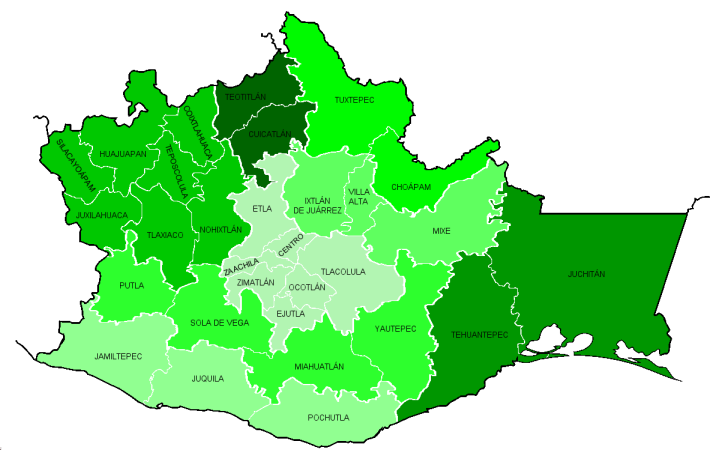 TEOTITLÁN
TUXTEPEC
COIXTLAHUACA
CUICATLÁN
HUAJUAPAN
SILACAYOAPAM
TEPOSCOLULA
CHOÁPAM
VILLA
ALTA
IXTLÁN
DE JUÁRREZ
ETLA
JUXILAHUACA
TLAXIACO
NOHIXTLÁN
MIXE
CENTRO
ZAACHILA
TLACOLULA
JUCHITÁN
PUTLA
ZIMATLÁN
OCOTLÁN
EJUTLA
SOLA DE VEGA
YAUTEPEC
TEHUANTEPEC
JAMILTEPEC
MIAHUATLÁN
JUQUILA
POCHUTLA